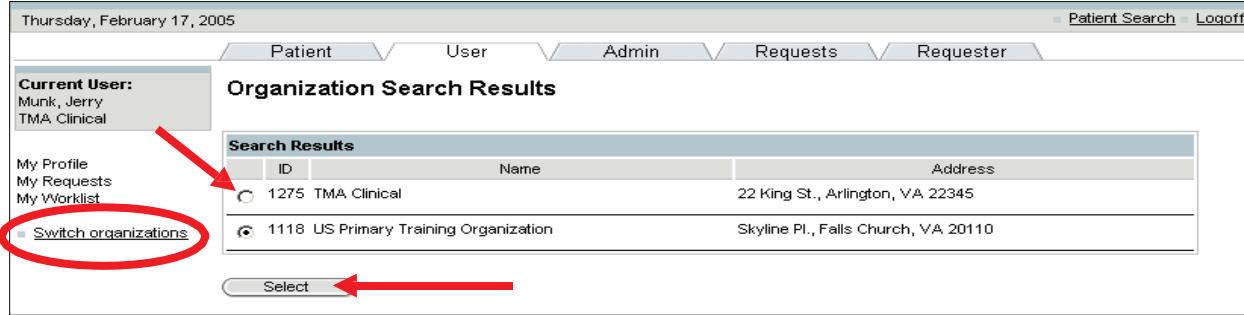 Thursday, February 17, 2005 Patient Search Logoff
Patient User Admin Requests Requester
Current User:
Munk, Jerry
TMA Clinical
Organization Search Results
Search Results
ID Name Address
1275 TMA Clinical 22 King St., Arlington, VA 22345
1118 US Primary Training Organization Skyline Pl., Falls Church, VA 20110
Select
My Profile
My Requests
My Worklist
Switch organizations